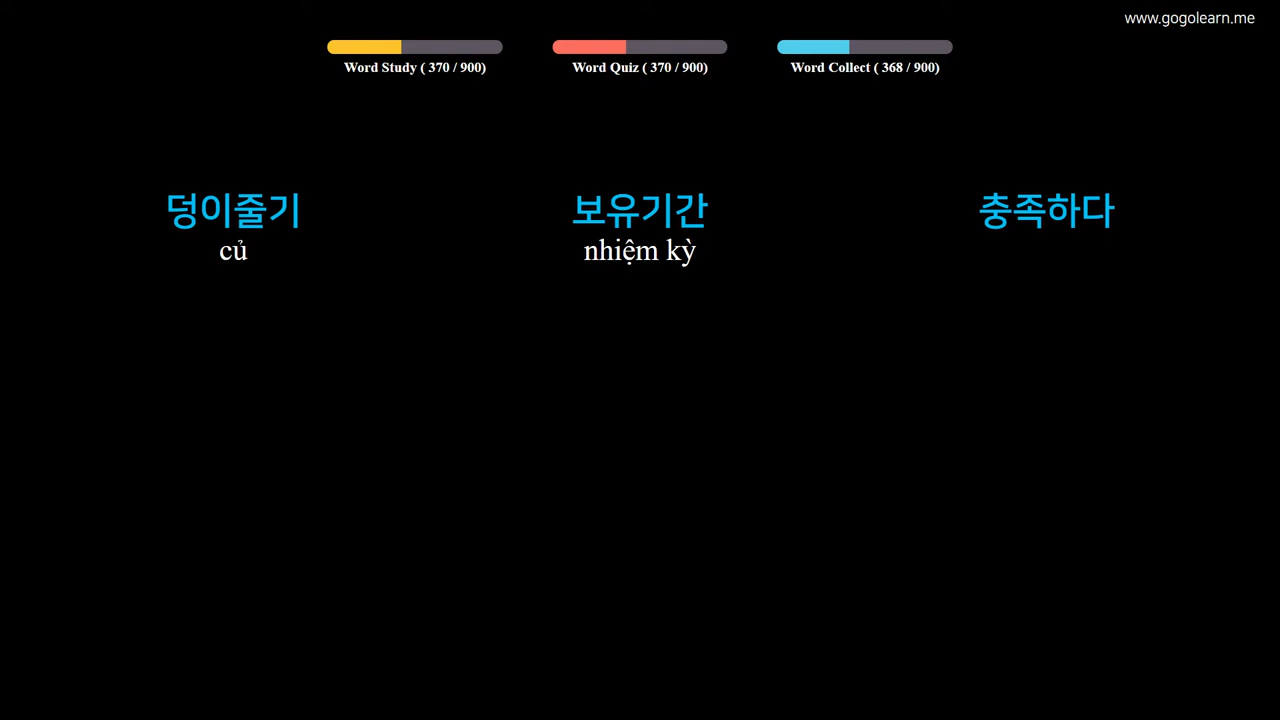 www.gogolearn.me
Word Study ( 370 / 900)
Word Quiz ( 370 / 900)
Word Collect ( 368 / 900)
덩이줄기
củ
보유기간
nhiệm kỳ
충족하다